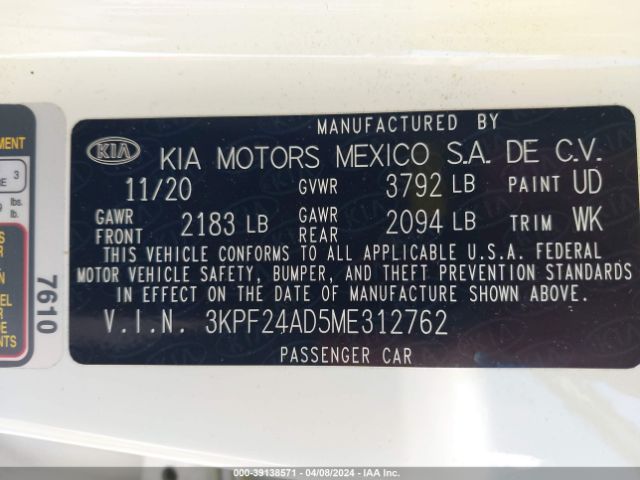 MANUFACTURED BY
KIA KIA MOTORS MEXICO S.A. DE C.V.
11/20 GVWR 3792 LB PAINT UD
GAWR FRONT 2183 LB GAWR REAR 2094 LB TRIM WK
THIS VEHICLE CONFORMS TO ALL APPLICABLE U.S.A. FEDERAL
MOTOR VEHICLE SAFETY, BUMPER, AND THEFT PREVENTION STANDARDS
IN EFFECT ON THE DATE OF MANUFACTURE SHOWN ABOVE.
V.I.N. 3KPF24AD5ME312762
PASSENGER CAR
7610
3
lbs.
lb.
000-39138571 | 04/08/2024 - IAA Inc.